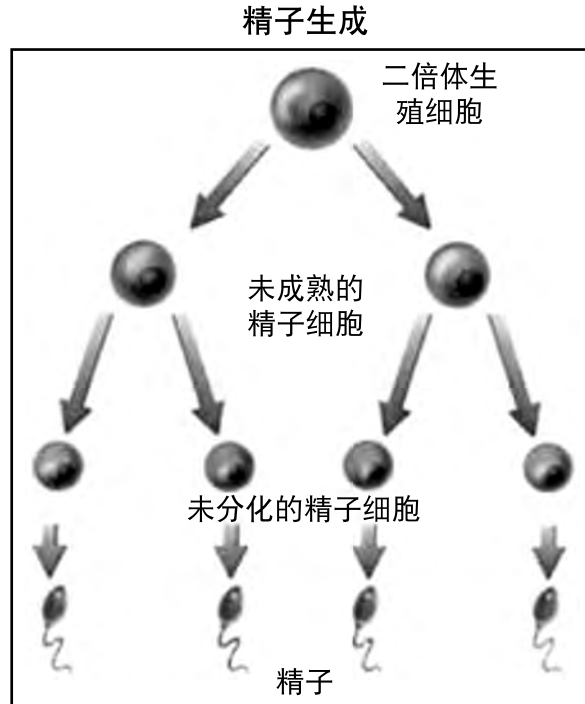 精子生成
二倍体生
殖细胞
未成熟的
精子细胞
未分化的精子细胞
精子